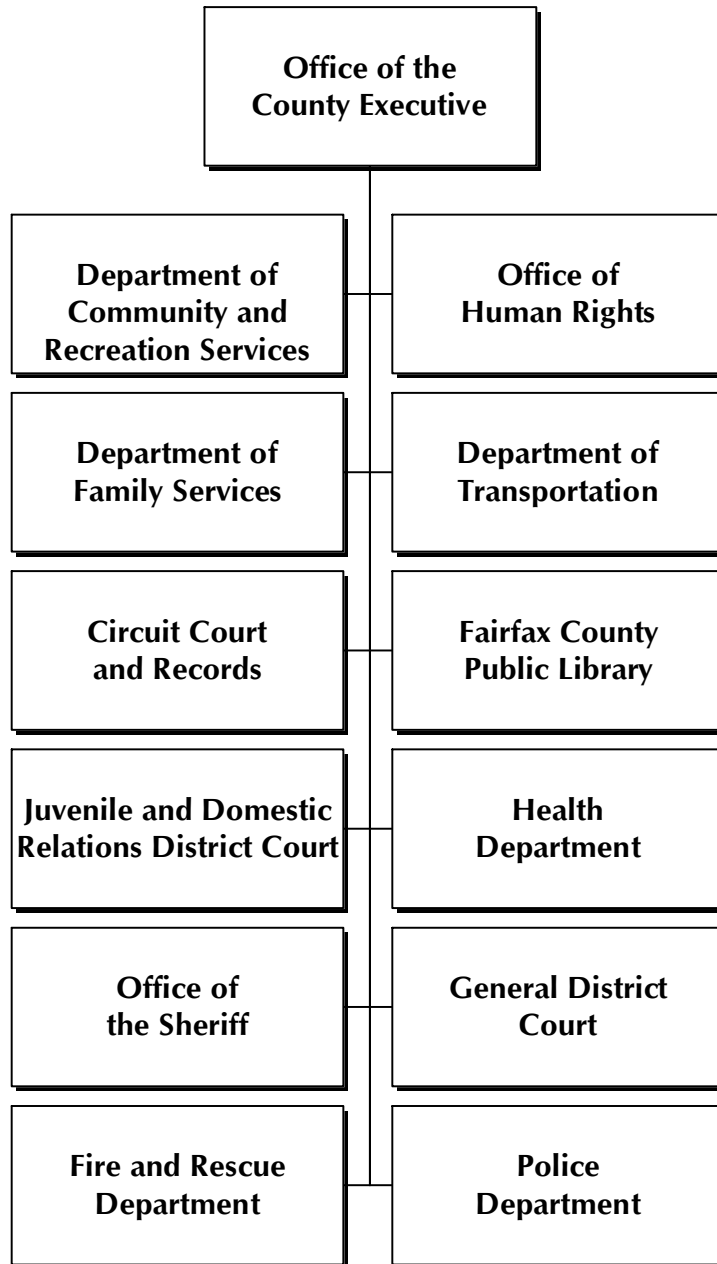 Office of the
County Executive
Department of
Community and
Recreation Services
Office of
Human Rights
Department of
Family Services
Department of
Transportation
Circuit Court
and Records
Fairfax County
Public Library
Juvenile and Domestic
Relations District Court
Health
Department
Office of
the Sheriff
General District
Court
Fire and Rescue
Department
Police
Department